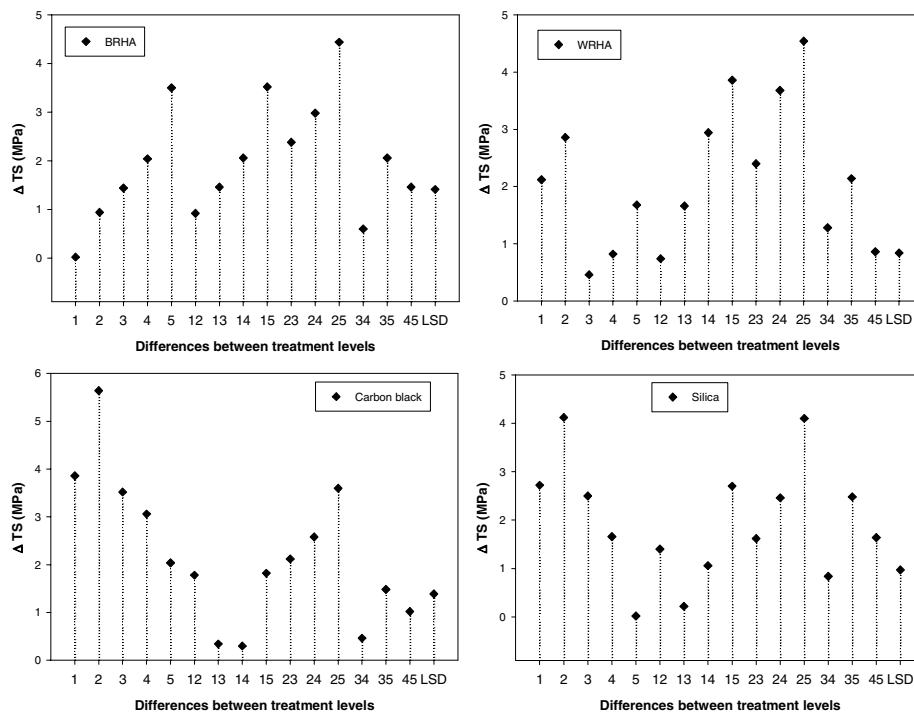 5
4
3
2
1
0
Δ TS (MPa)
BRHA
1 2 3 4 5 12 13 14 15 23 24 25 34 35 45 LSD
Differences between treatment levels
5
4
3
2
1
0
Δ TS (MPa)
WRHA
1 2 3 4 5 12 13 14 15 23 24 25 34 35 45 LSD
Differences between treatment levels
6
5
4
3
2
1
0
Δ TS (MPa)
Carbon black
1 2 3 4 5 12 13 14 15 23 24 25 34 35 45 LSD
Differences between treatment levels
5
4
3
2
1
0
Δ TS (MPa)
Silica
1 2 3 4 5 12 13 14 15 23 24 25 34 35 45 LSD
Differences between treatment levels